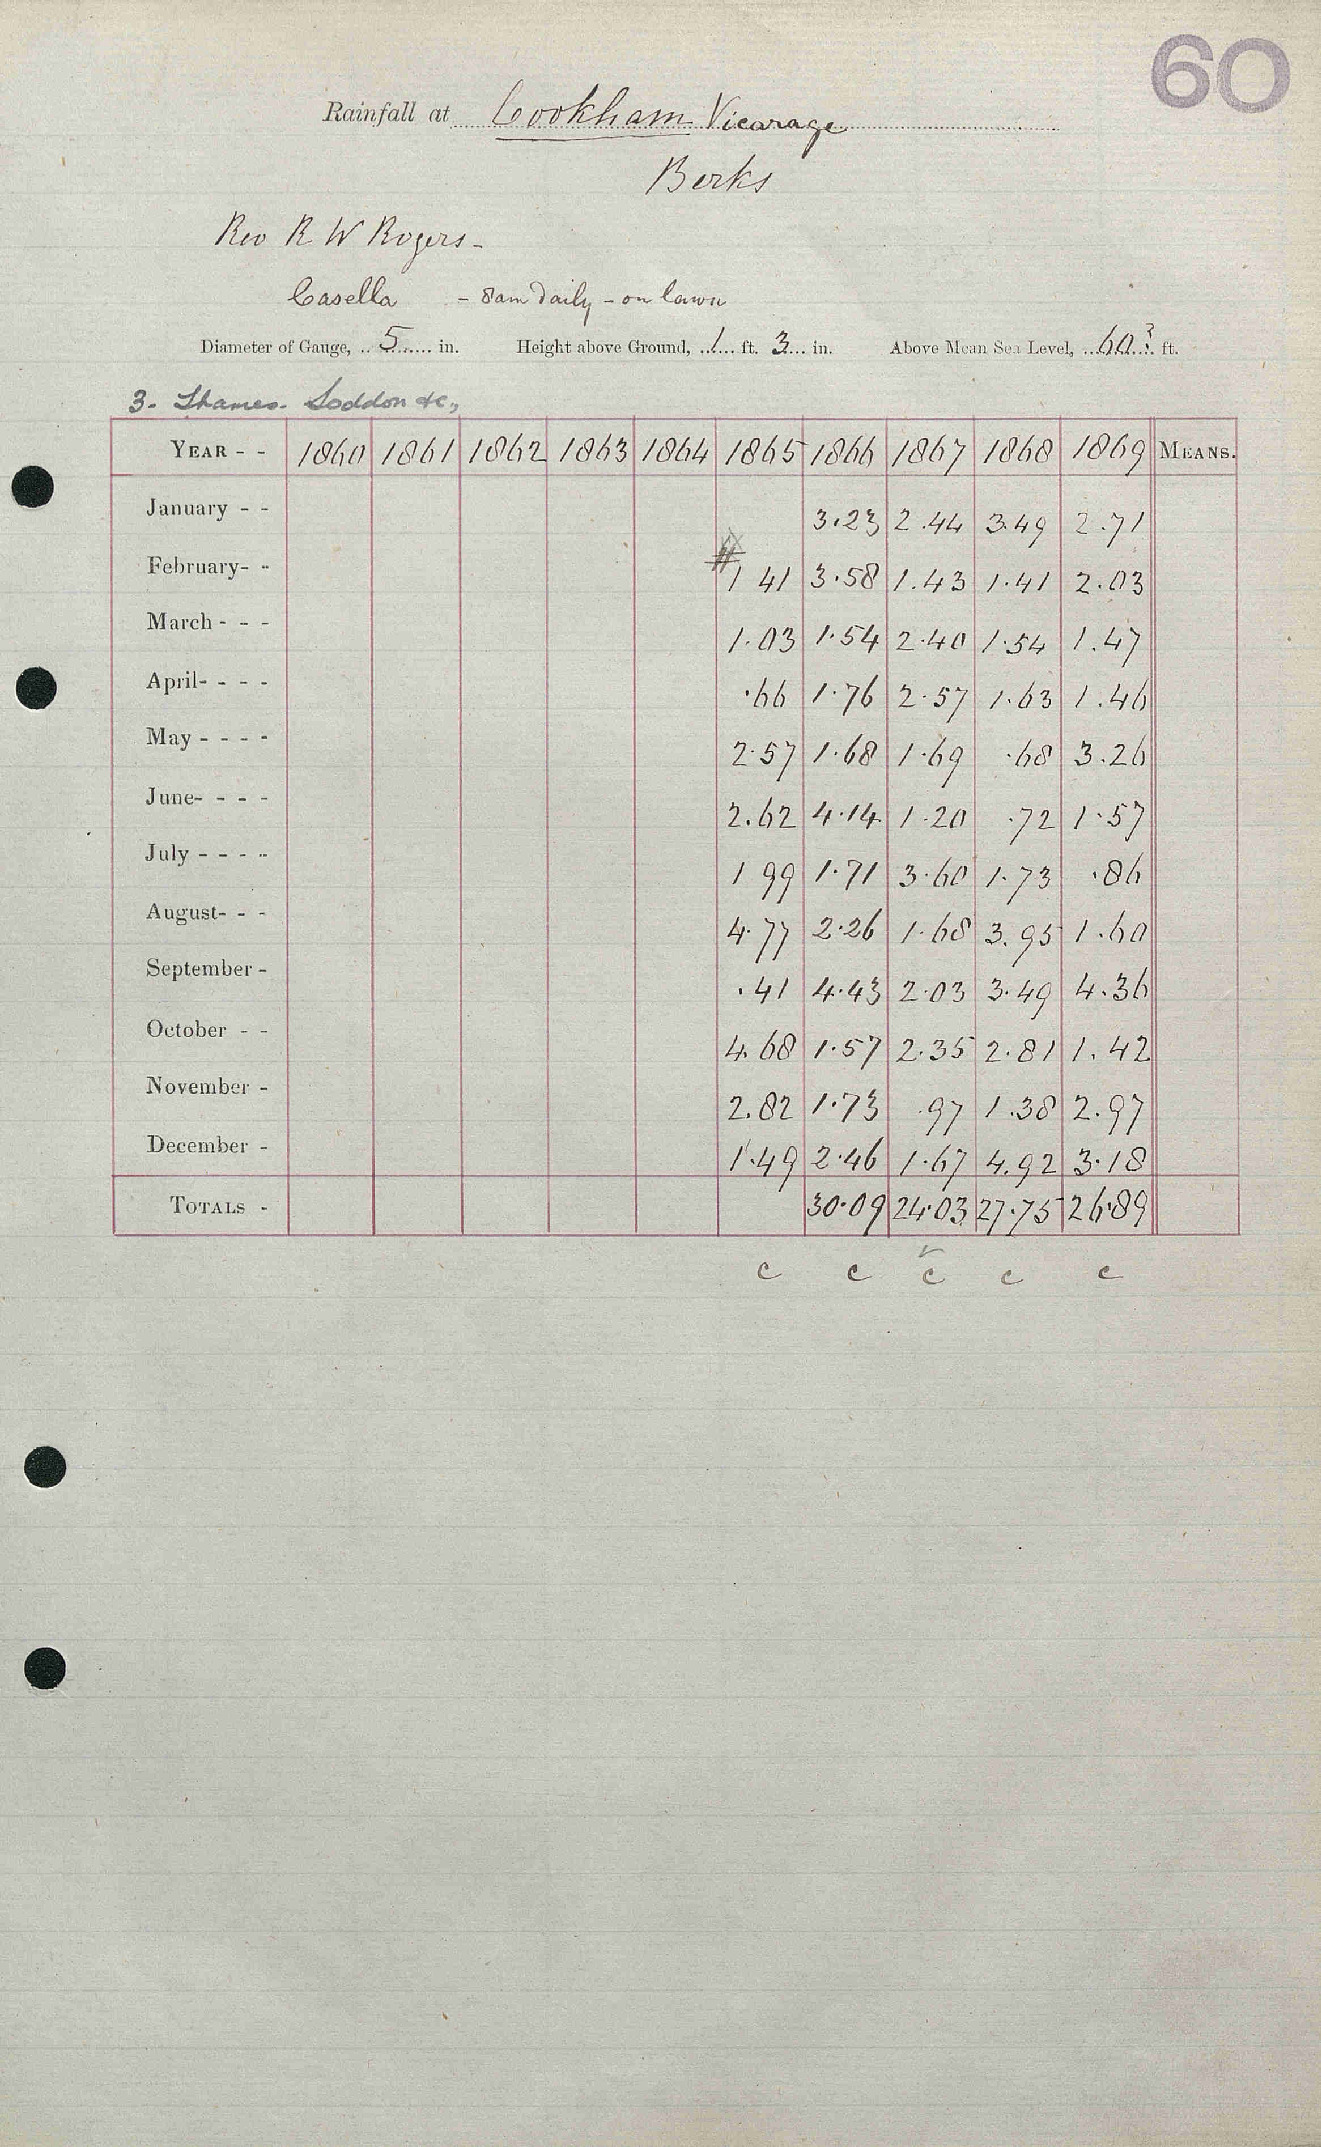 60
Rainfall at Cookham Vicarage
Berks
Rev R W Rogers -
Casella - 8am daily - on lawn
Diameter of Gauge, 5 in. Height above Ground, 1 ft. 3 in. Above Mean Sea Level, 60 ? ft.
3. Thames. Loddon &c,
YEAR - - 1860 1861 1862 1863 1864 1865 1866 1867 1868 1869 MEANS.
January - - 3.23 2.44 3.49 2.71
February- - # 1 41 3.58 1.43 1.41 2.03
March - - - 1.03 1.54 2.40 1.54 1.47
April- - - - .66 1.76 2.57 1.63 1.46
May - - - - 2.57 1.68 1.69 .68 3.26
June- - - - 2.62 4.14 1.20 .72 1.57
July - - - - 1 99 1.71 3.60 1.73 .86
August- - - 4.77 2.26 1.68 3.95 1.60
September - .41 4.43 2.03 3.49 4.36
October - - 4.68 1.57 2.35 2.81 1.42
November - 2.82 1.73 .97 1.38 2.97
December - 1.49 2.46 1.67 4.92 3.18
TOTALS - 30.09 24.03 27.75 26.89
c c c c c